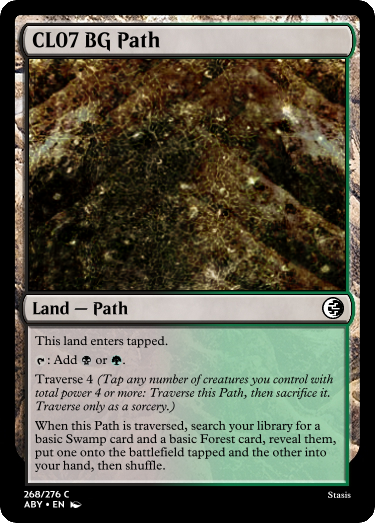 CL07 BG Path
Land — Path
This land enters tapped.
: Add or .
Traverse 4 (Tap any number of creatures you control with
total power 4 or more: Traverse this Path, then sacrifice it.
Traverse only as a sorcery.)
When this Path is traversed, search your library for a
basic Swamp card and a basic Forest card, reveal them,
put one onto the battlefield tapped and the other into
your hand, then shuffle.
268/276 C
Stasis
ABY • EN